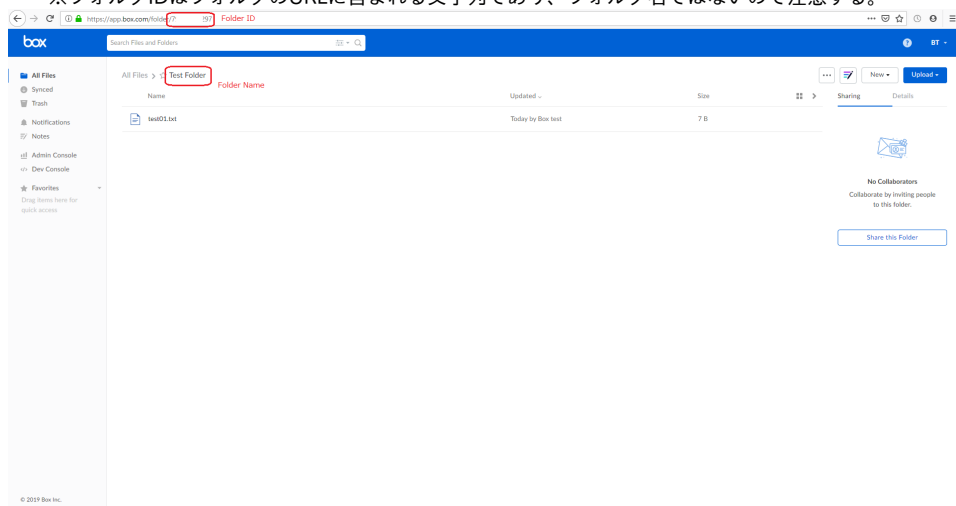 ※フォルダIDはフォルダのURLに含まれる文字列であり、フォルダ名ではないので注意する。
https://app.box.com/folder/7 97 Folder ID
box Search Files and Folders BT
All Files
Synced
Trash
Notifications
Notes
Admin Console
Dev Console
Favorites
Drag items here for
quick access
All Files > Test Folder
Folder Name
New Upload
Name Updated Size
test01.txt Today by Box test 7 B
Sharing Details
No Collaborators
Collaborate by inviting people
to this folder.
Share this Folder
© 2019 Box Inc.